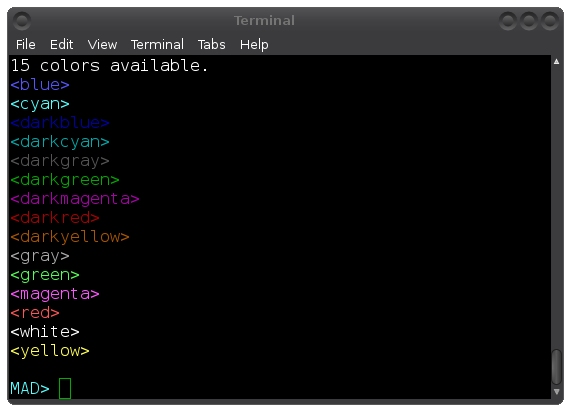 Terminal
File Edit View Terminal Tabs Help
15 colors available.
<blue>
<cyan>
<darkblue>
<darkcyan>
<darkgray>
<darkgreen>
<darkmagenta>
<darkred>
<darkyellow>
<gray>
<green>
<magenta>
<red>
<white>
<yellow>
MAD>